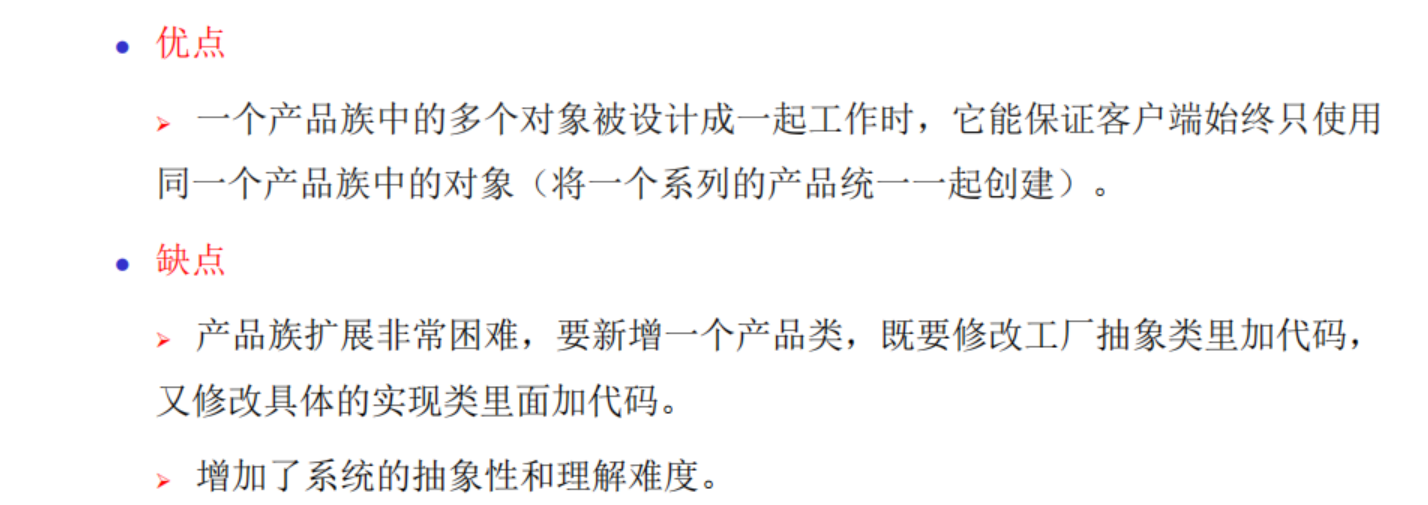 优点
一个产品族中的多个对象被设计成一起工作时，它能保证客户端始终只使用
同一个产品族中的对象（将一个系列的产品统一一起创建）。
缺点
产品族扩展非常困难，要新增一个产品类，既要修改工厂抽象类里加代码，
又修改具体的实现类里面加代码。
增加了系统的抽象性和理解难度。